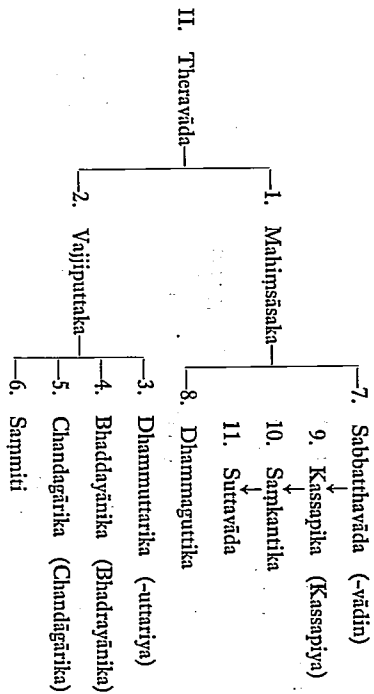 7. Sabbatthavāda (-vādin)
9. Kassapika (Kassapiya)
1. Mahiṃsāsaka
10. Saṃkantika
11. Suttavāda
8. Dhammaguttika
II. Theravāda
3. Dhammuttarika (-uttariya)
4. Bhaddayānika (Bhadrayānika)
2. Vajjiputtaka
5. Chandagārika (Chandāgārika)
6. Sammiti